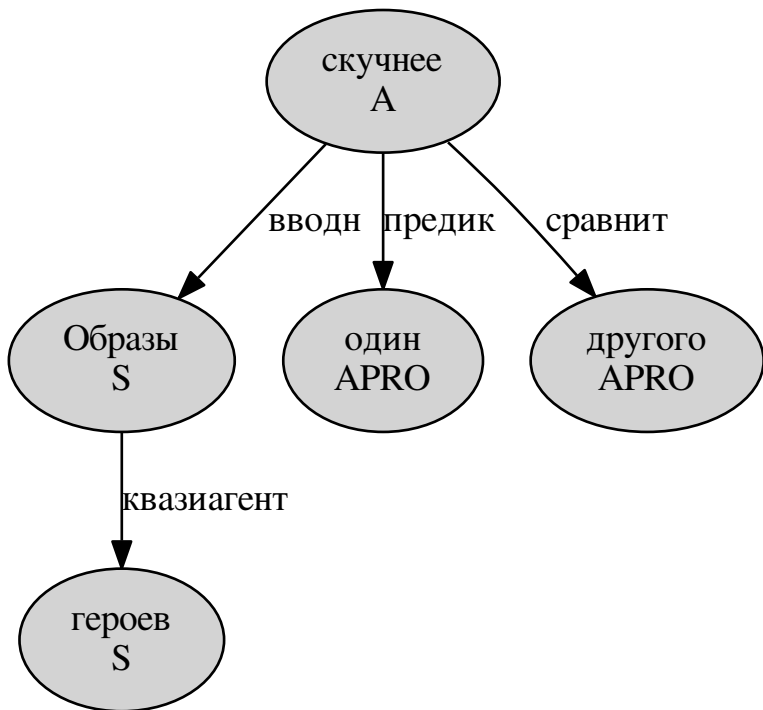 скучнее
A
вводн
предик
сравнит
Образы
S
один
APRO
другого
APRO
квазиагент
героев
S